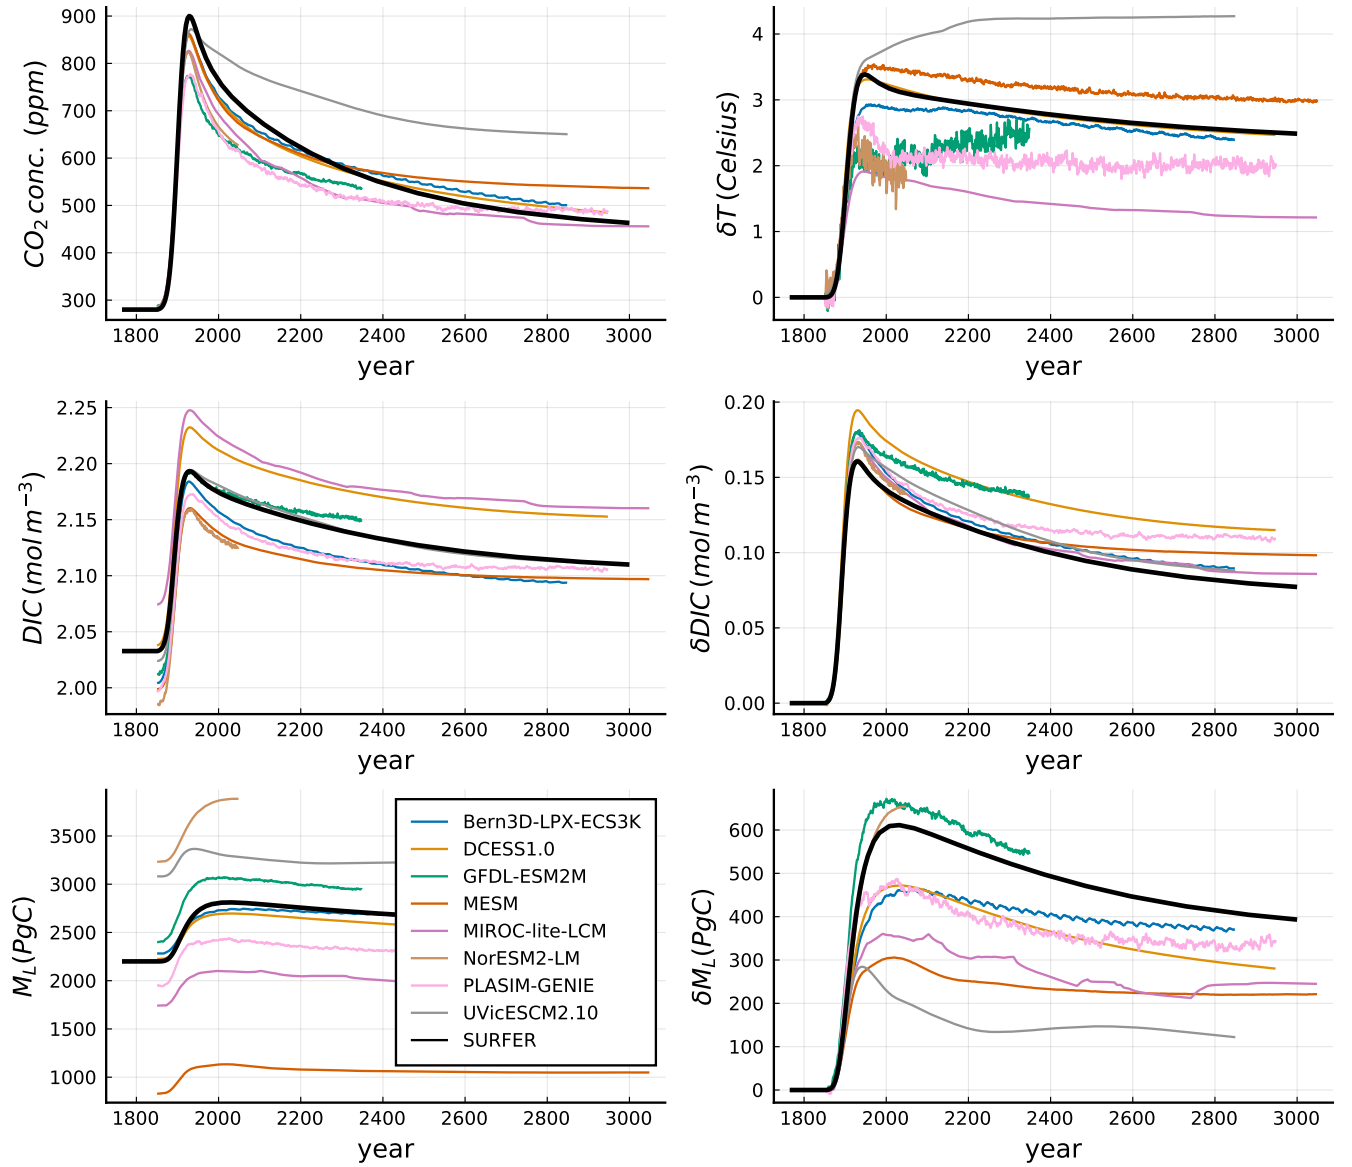 CO₂ conc. (ppm)
900
800
700
600
500
400
300
1800 2000 2200 2400 2600 2800 3000
year
δT (Celsius)
4
3
2
1
0
1800 2000 2200 2400 2600 2800 3000
year
DIC (mol m⁻³)
2.25
2.20
2.15
2.10
2.05
2.00
1800 2000 2200 2400 2600 2800 3000
year
δDIC (mol m⁻³)
0.20
0.15
0.10
0.05
0.00
1800 2000 2200 2400 2600 2800 3000
year
M_L (PgC)
3500
3000
2500
2000
1500
1000
1800 2000 2200 2400 2600 2800 3000
year
Bern3D-LPX-ECS3K
DCESS1.0
GFDL-ESM2M
MESM
MIROC-lite-LCM
NorESM2-LM
PLASIM-GENIE
UVicESCM2.10
SURFER
δM_L (PgC)
600
500
400
300
200
100
0
1800 2000 2200 2400 2600 2800 3000
year